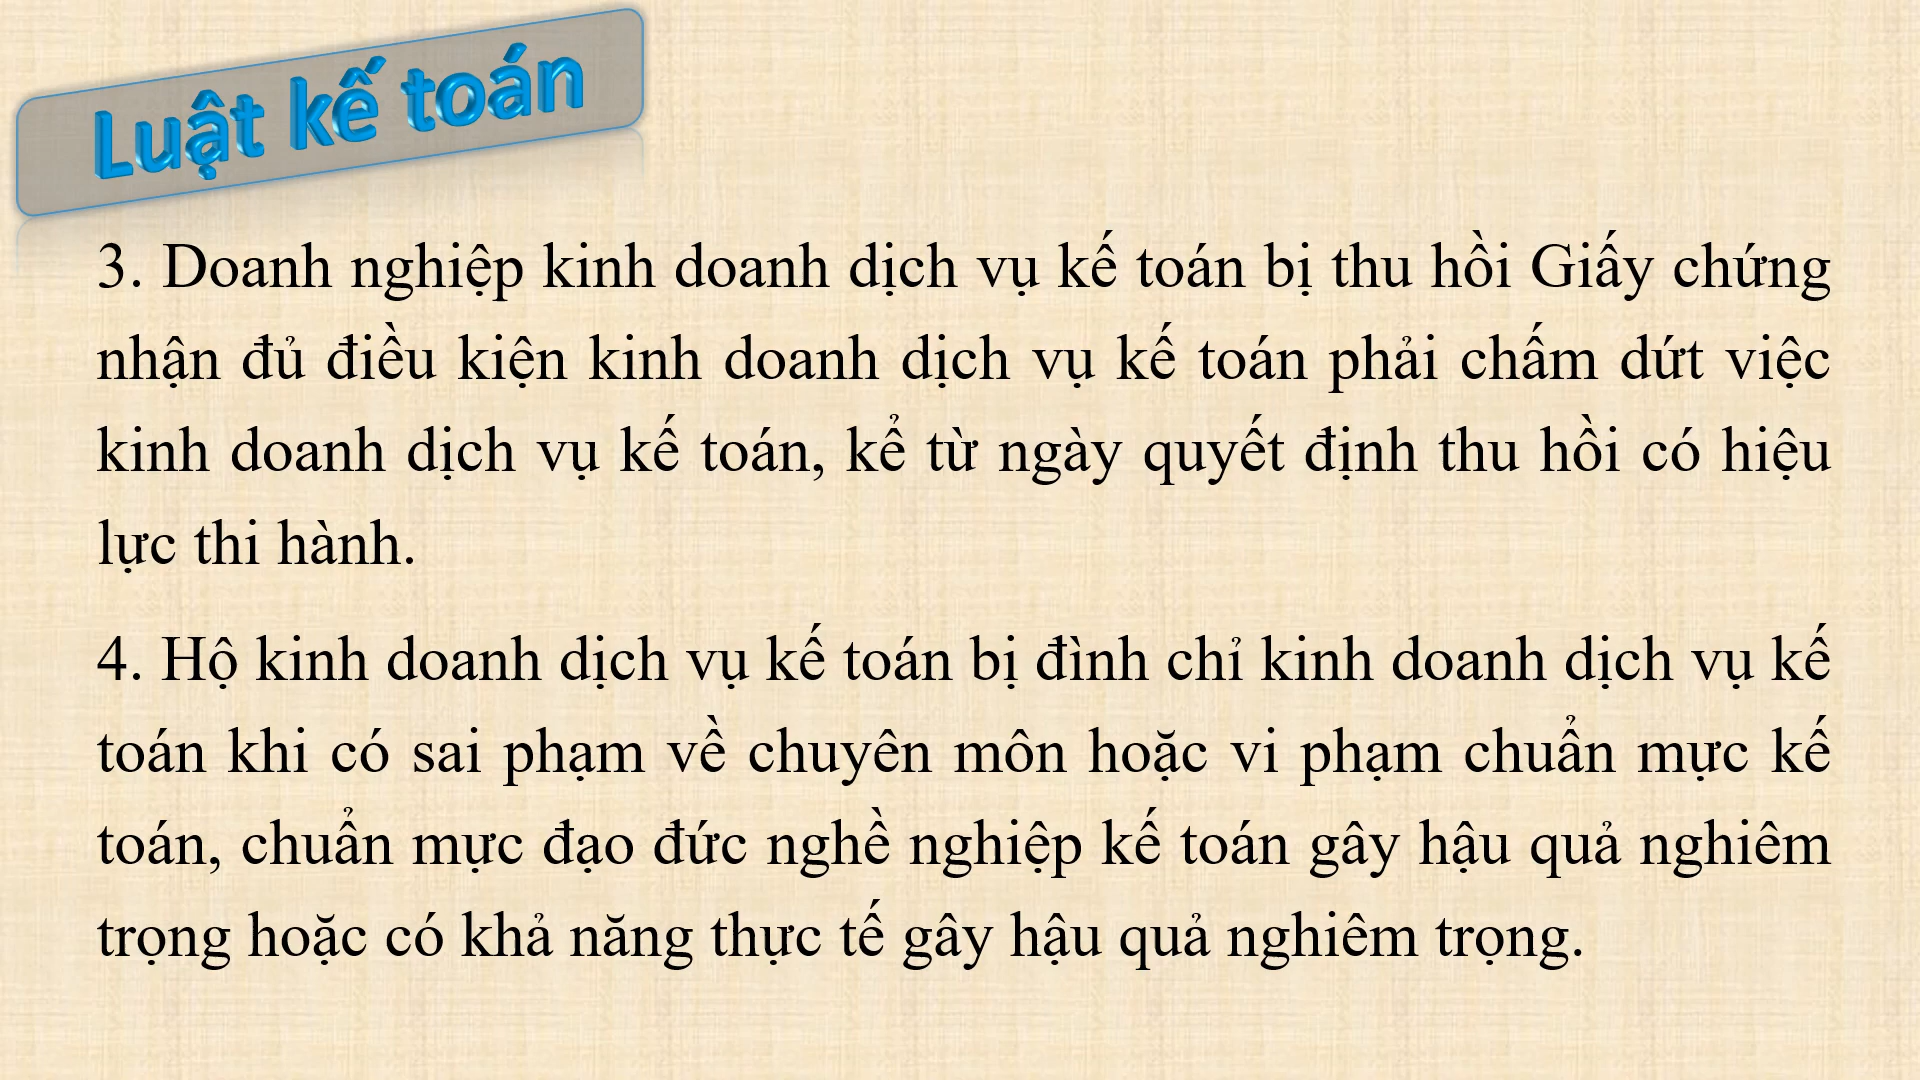 Luật kế toán
3. Doanh nghiệp kinh doanh dịch vụ kế toán bị thu hồi Giấy chứng
nhận đủ điều kiện kinh doanh dịch vụ kế toán phải chấm dứt việc
kinh doanh dịch vụ kế toán, kể từ ngày quyết định thu hồi có hiệu
lực thi hành.
4. Hộ kinh doanh dịch vụ kế toán bị đình chỉ kinh doanh dịch vụ kế
toán khi có sai phạm về chuyên môn hoặc vi phạm chuẩn mực kế
toán, chuẩn mực đạo đức nghề nghiệp kế toán gây hậu quả nghiêm
trọng hoặc có khả năng thực tế gây hậu quả nghiêm trọng.